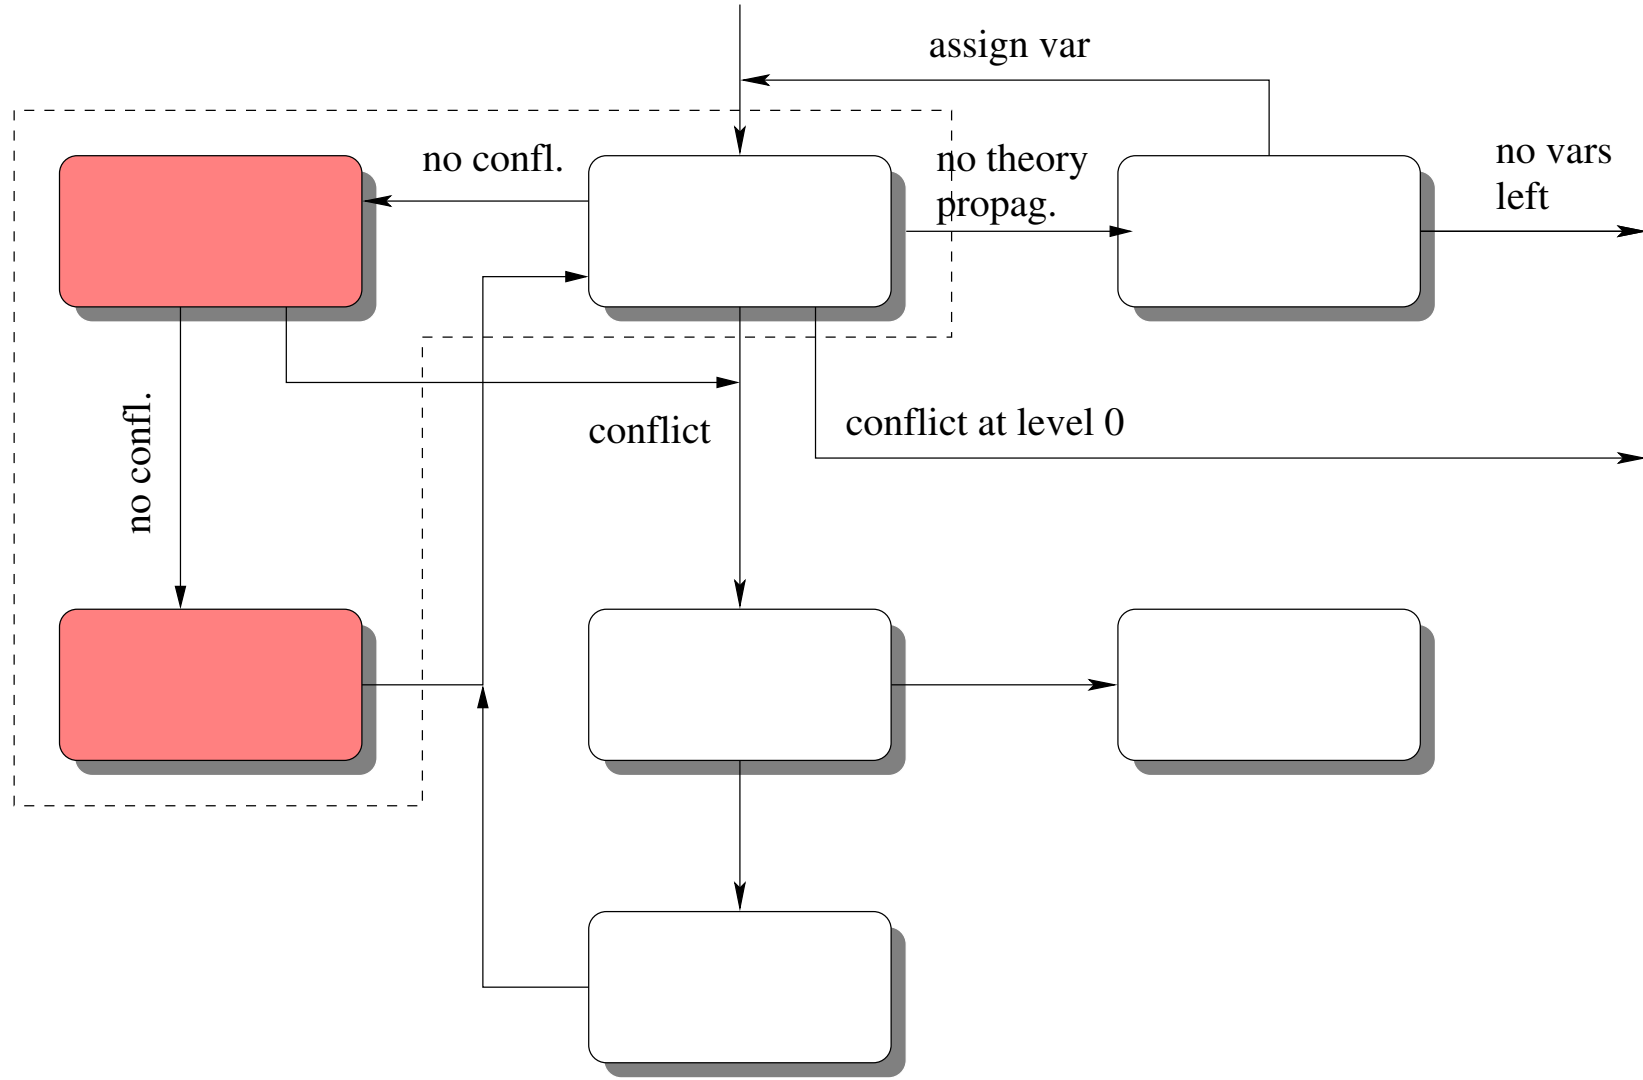 assign var
no confl.
no theory
propag.
no vars
left
no confl.
conflict
conflict at level 0